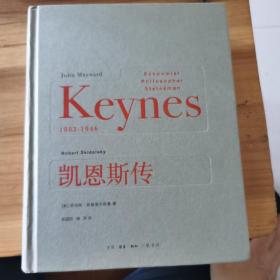 John Maynard
Economist
Philosopher
Statesman
Keynes
1883-1946
Robert Skidelsky
凯恩斯传